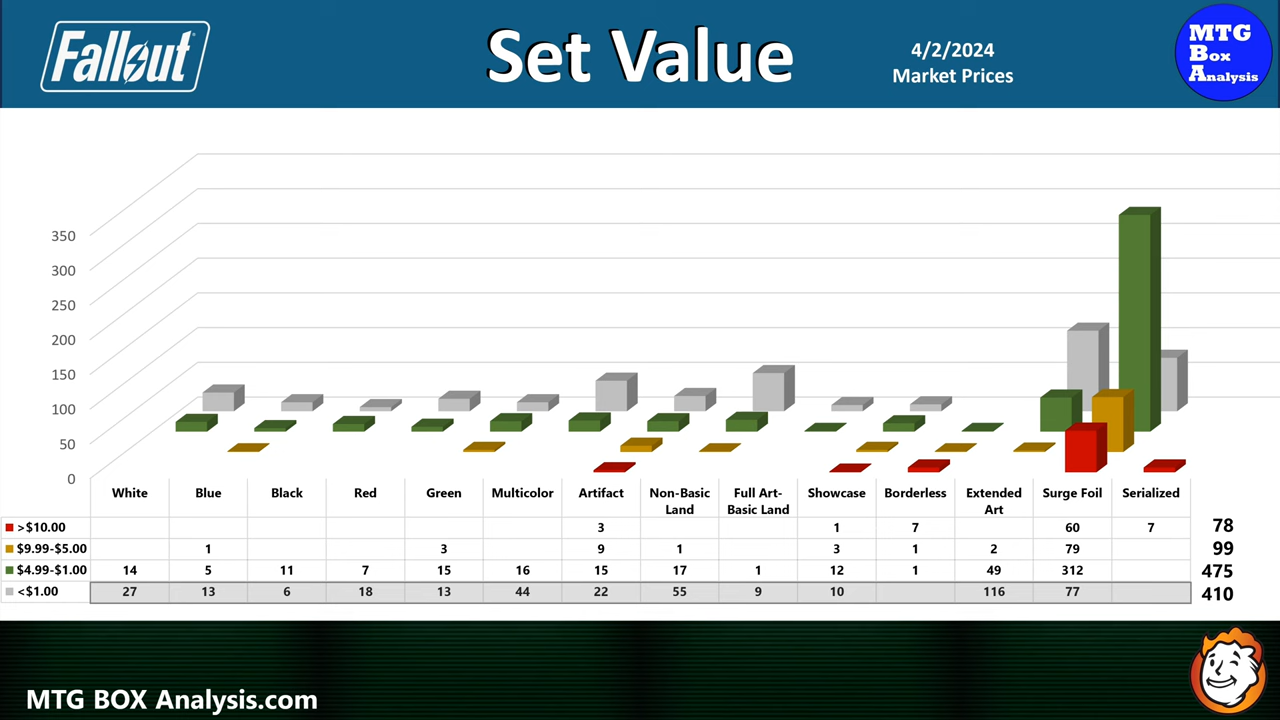 Fallout
Set Value
4/2/2024
Market Prices
MTG
Box
Analysis
350
300
250
200
150
100
50
0
White Blue Black Red Green Multicolor Artifact Non-Basic Land Full Art-Basic Land Showcase Borderless Extended Art Surge Foil Serialized
>$10.00 3 1 7 60 7 78
$9.99-$5.00 1 3 9 1 3 1 2 79 99
$4.99-$1.00 14 5 11 7 15 16 15 17 1 12 1 49 312 475
<$1.00 27 13 6 18 13 44 22 55 9 10 116 77 410
MTG BOX Analysis.com